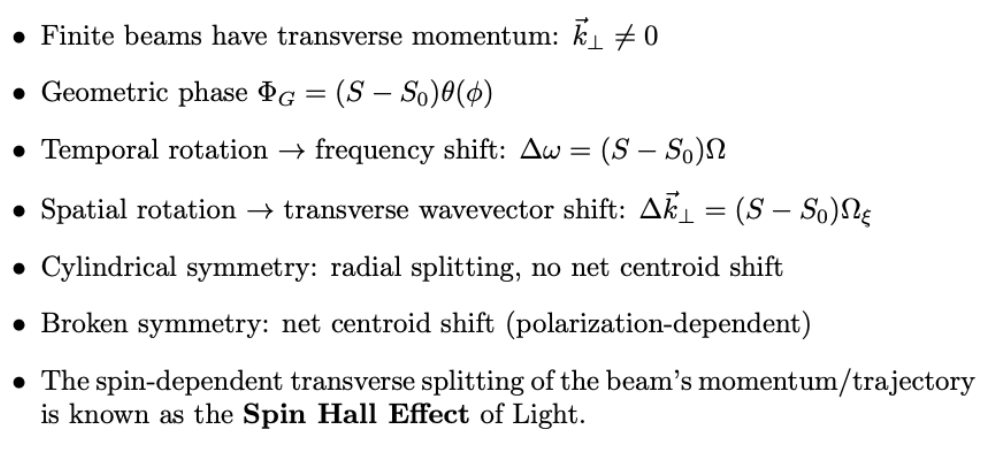 • Finite beams have transverse momentum: $\vec{k}_\perp \neq 0$
• Geometric phase $\Phi_G = (S - S_0)\theta(\phi)$
• Temporal rotation → frequency shift: $\Delta\omega = (S - S_0)\Omega$
• Spatial rotation → transverse wavevector shift: $\Delta\vec{k}_\perp = (S - S_0)\Omega_\xi$
• Cylindrical symmetry: radial splitting, no net centroid shift
• Broken symmetry: net centroid shift (polarization-dependent)
• The spin-dependent transverse splitting of the beam's momentum/trajectory
is known as the Spin Hall Effect of Light.